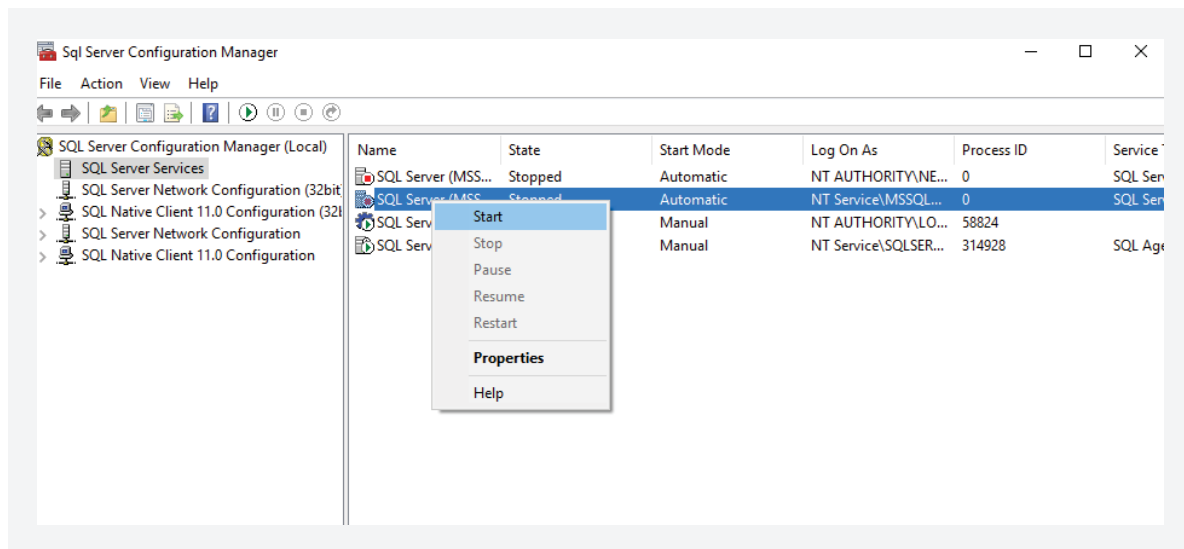 Sql Server Configuration Manager
File Action View Help
SQL Server Configuration Manager (Local)
SQL Server Services
SQL Server Network Configuration (32bit
SQL Native Client 11.0 Configuration (32b
SQL Server Network Configuration
SQL Native Client 11.0 Configuration
Name State Start Mode Log On As Process ID Service
SQL Server (MSS... Stopped Automatic NT AUTHORITY\NE... 0 SQL Ser
SQL Server (MSS... Stopped Automatic NT Service\MSSQL... 0 SQL Ser
SQL Serv Manual NT AUTHORITY\LO... 58824
SQL Serv Manual NT Service\SQLSER... 314928 SQL Age
Start
Stop
Pause
Resume
Restart
Properties
Help